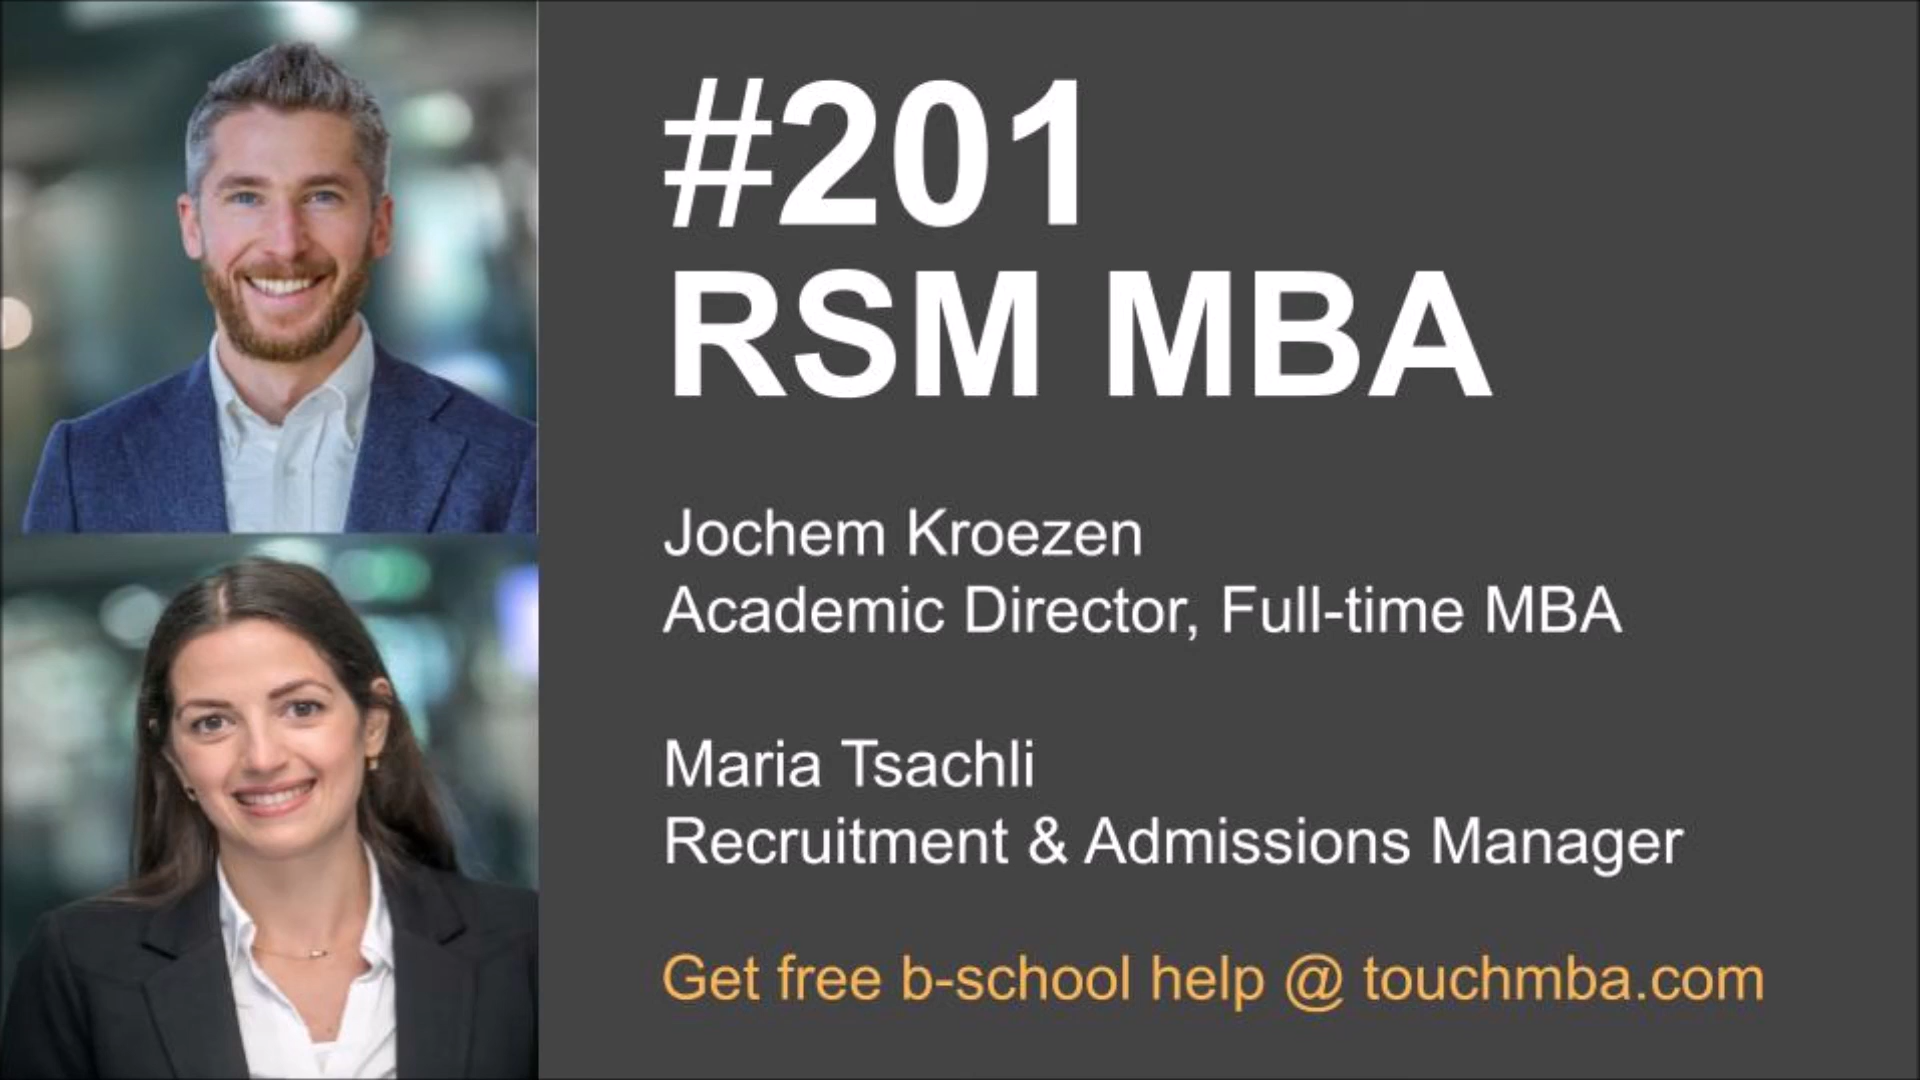 #201
RSM MBA
Jochem Kroezen
Academic Director, Full-time MBA
Maria Tsachli
Recruitment & Admissions Manager
Get free b-school help @ touchmba.com